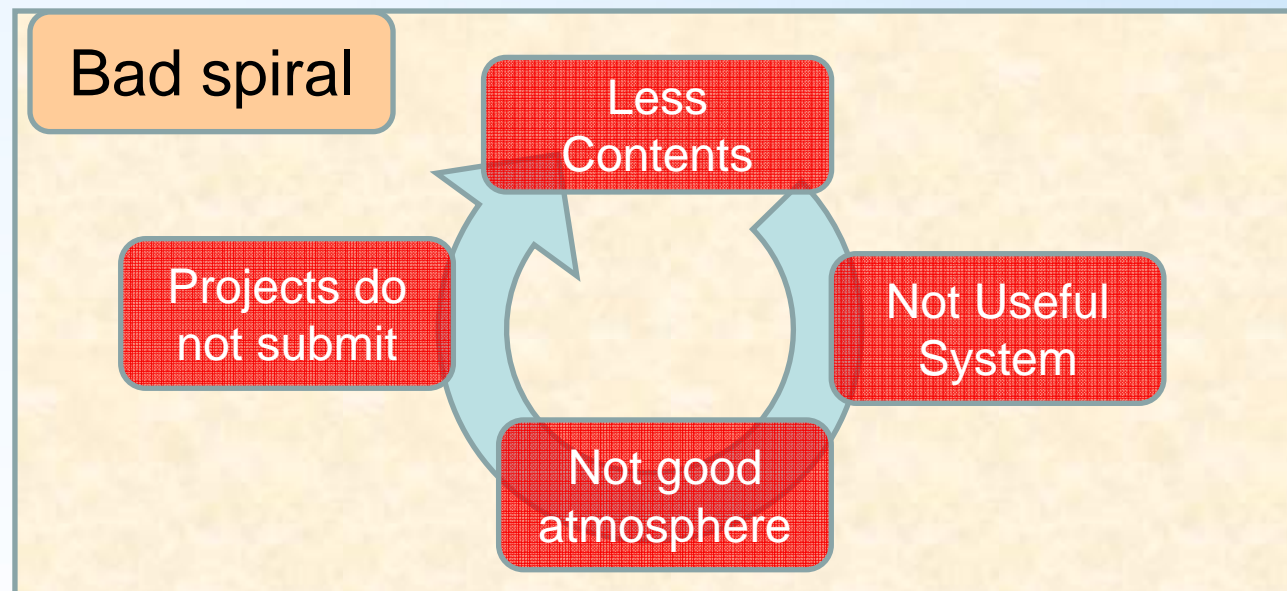 Bad spiral
Less
Contents
Not Useful
System
Not good
atmosphere
Projects do
not submit